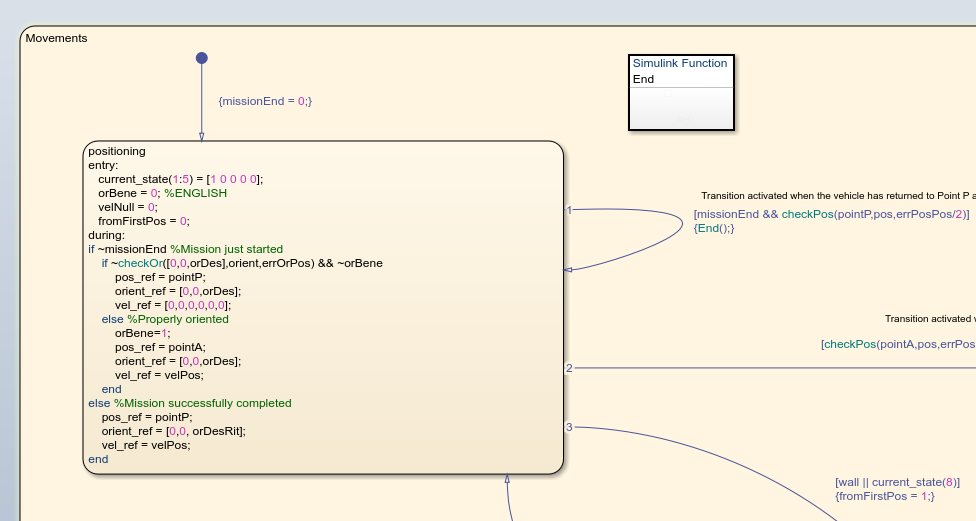 Movements
{missionEnd = 0;}
Simulink Function
End
positioning
entry:
current_state(1:5) = [1 0 0 0 0];
orBene = 0; %ENGLISH
velNull = 0;
fromFirstPos = 0;
during:
if ~missionEnd %Mission just started
if ~checkOr([0,0,orDes],orient,errOrPos) && ~orBene
pos_ref = pointP;
orient_ref = [0,0,orDes];
vel_ref = [0,0,0,0,0,0];
else %Properly oriented
orBene=1;
pos_ref = pointA;
orient_ref = [0,0,orDes];
vel_ref = velPos;
end
else %Mission successfully completed
pos_ref = pointP;
orient_ref = [0,0, orDesRit];
vel_ref = velPos;
end
1
Transition activated when the vehicle has returned to Point P a
[missionEnd && checkPos(pointP,pos,errPosPos/2)]
{End();}
Transition activated
[checkPos(pointA,pos,errPos
2
3
[wall || current_state(8)]
{fromFirstPos = 1;}